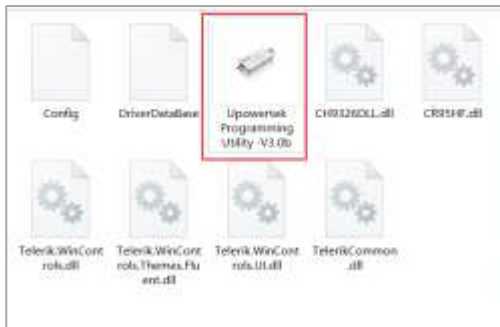 Config
DriverDataBase
Upowertek
Programming
Utility -V3.0b
CH9326DLL.dll
CR95HF.dll
Telerik.WinCont
rols.dll
Telerik.WinCont
rols.Themes.Flu
ent.dll
Telerik.WinCont
rols.UI.dll
TelerikCommon
.dll